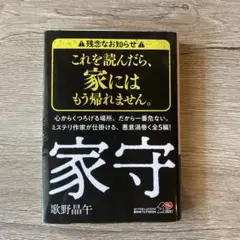 ⚠残念なお知らせ⚠
これを読んだら、
家には
もう帰れません。
心からくつろげる場所。だから一番危ない。
ミステリ作家が仕掛ける、悪意渦巻く全5編!
家守
歌野晶午